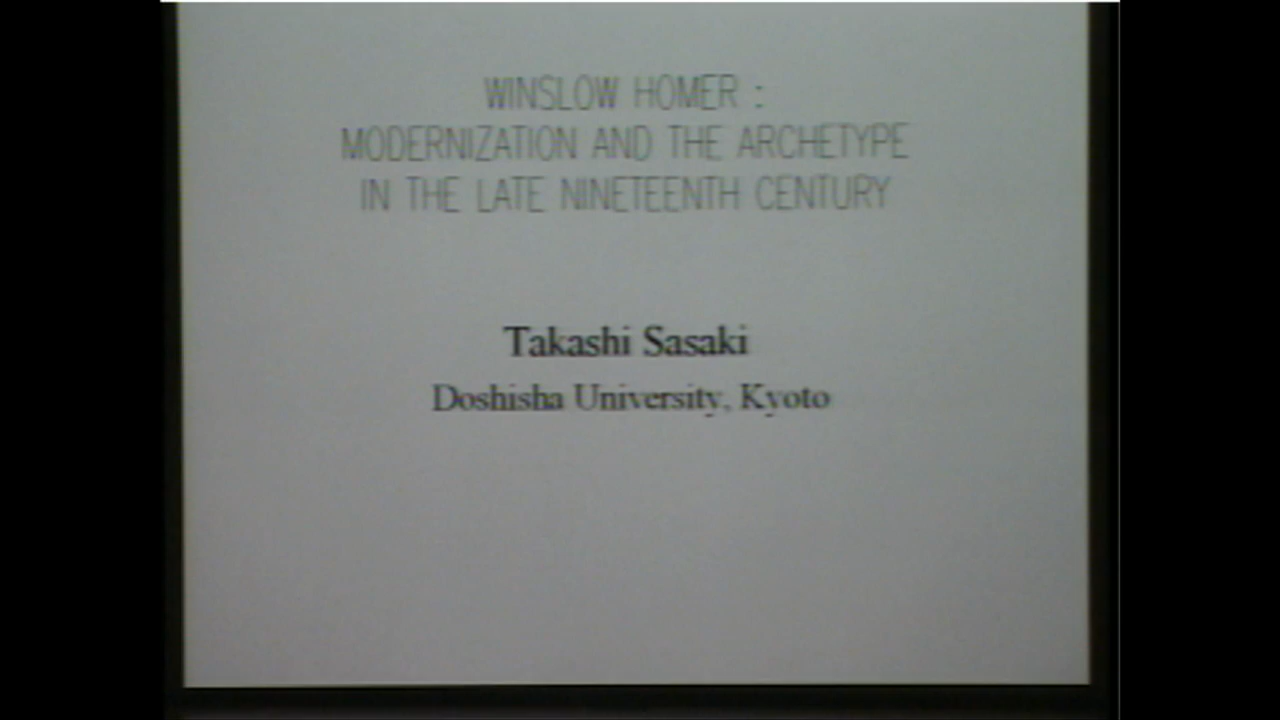 WINSLOW HOMER :
MODERNIZATION AND THE ARCHETYPE
IN THE LATE NINETEENTH CENTURY
Takashi Sasaki
Doshisha University, Kyoto